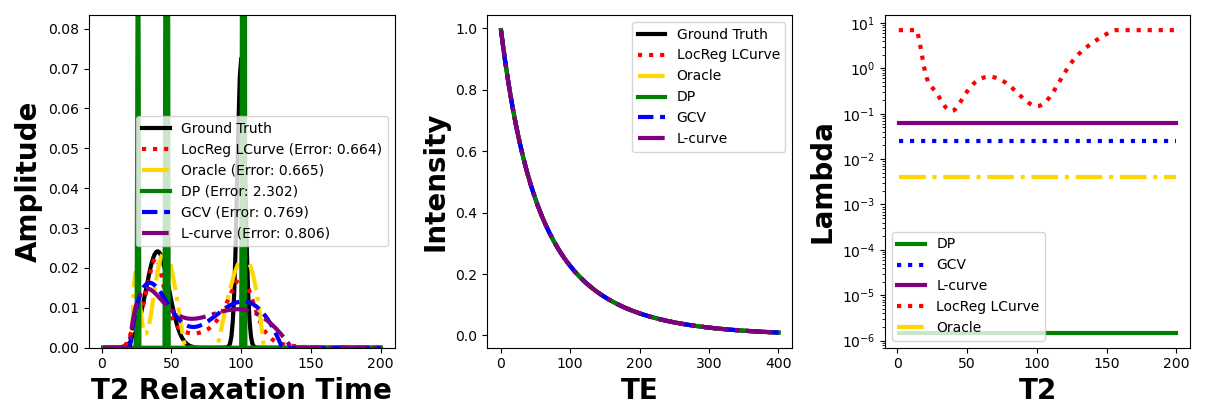 Amplitude
0.08
0.07
0.06
0.05
0.04
0.03
0.02
0.01
0.00
0 50 100 150 200
T2 Relaxation Time
Ground Truth
LocReg LCurve (Error: 0.664)
Oracle (Error: 0.665)
DP (Error: 2.302)
GCV (Error: 0.769)
L-curve (Error: 0.806)
Intensity
1.0
0.8
0.6
0.4
0.2
0.0
0 100 200 300 400
TE
Ground Truth
LocReg LCurve
Oracle
DP
GCV
L-curve
Lambda
10¹
10⁰
10⁻¹
10⁻²
10⁻³
10⁻⁴
10⁻⁵
10⁻⁶
0 50 100 150 200
T2
DP
GCV
L-curve
LocReg LCurve
Oracle